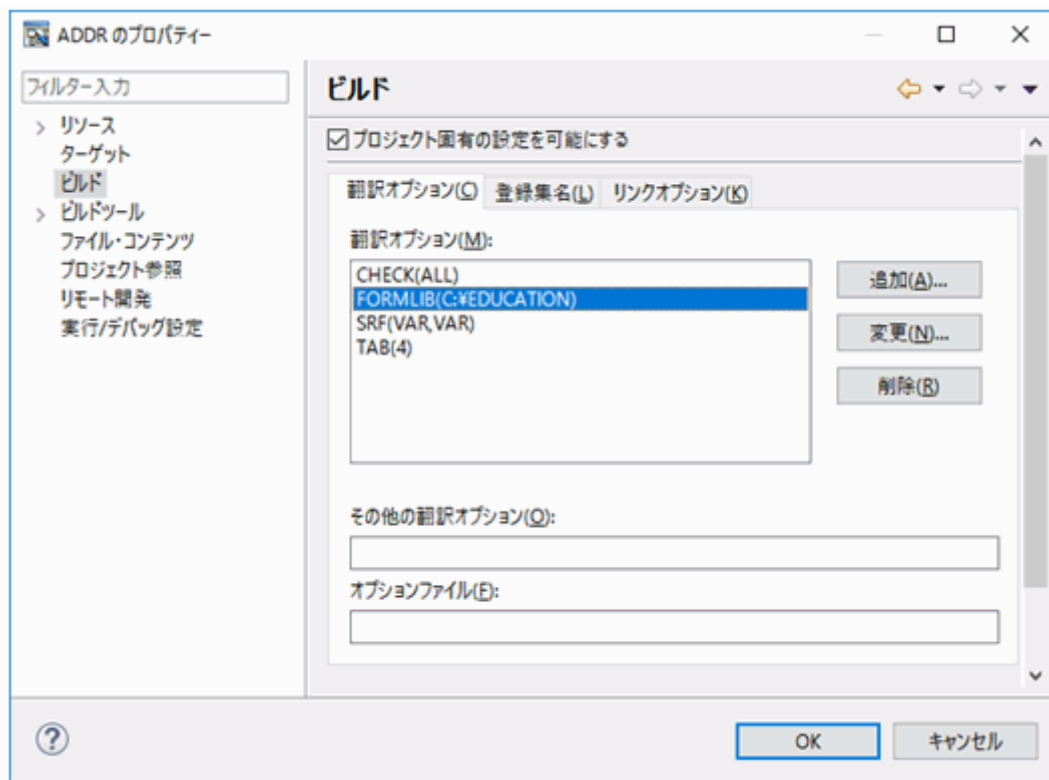 ADDR のプロパティー
フィルター入力
リソース
ターゲット
ビルド
ビルドツール
ファイル・コンテンツ
プロジェクト参照
リモート開発
実行/デバッグ設定
ビルド
プロジェクト固有の設定を可能にする
翻訳オプション(C) 登録集名(L) リンクオプション(K)
翻訳オプション(M):
CHECK(ALL)
FORMLIB(C:¥EDUCATION)
SRF(VAR,VAR)
TAB(4)
追加(A)...
変更(N)...
削除(R)
その他の翻訳オプション(O):
オプションファイル(F):
?
OK キャンセル